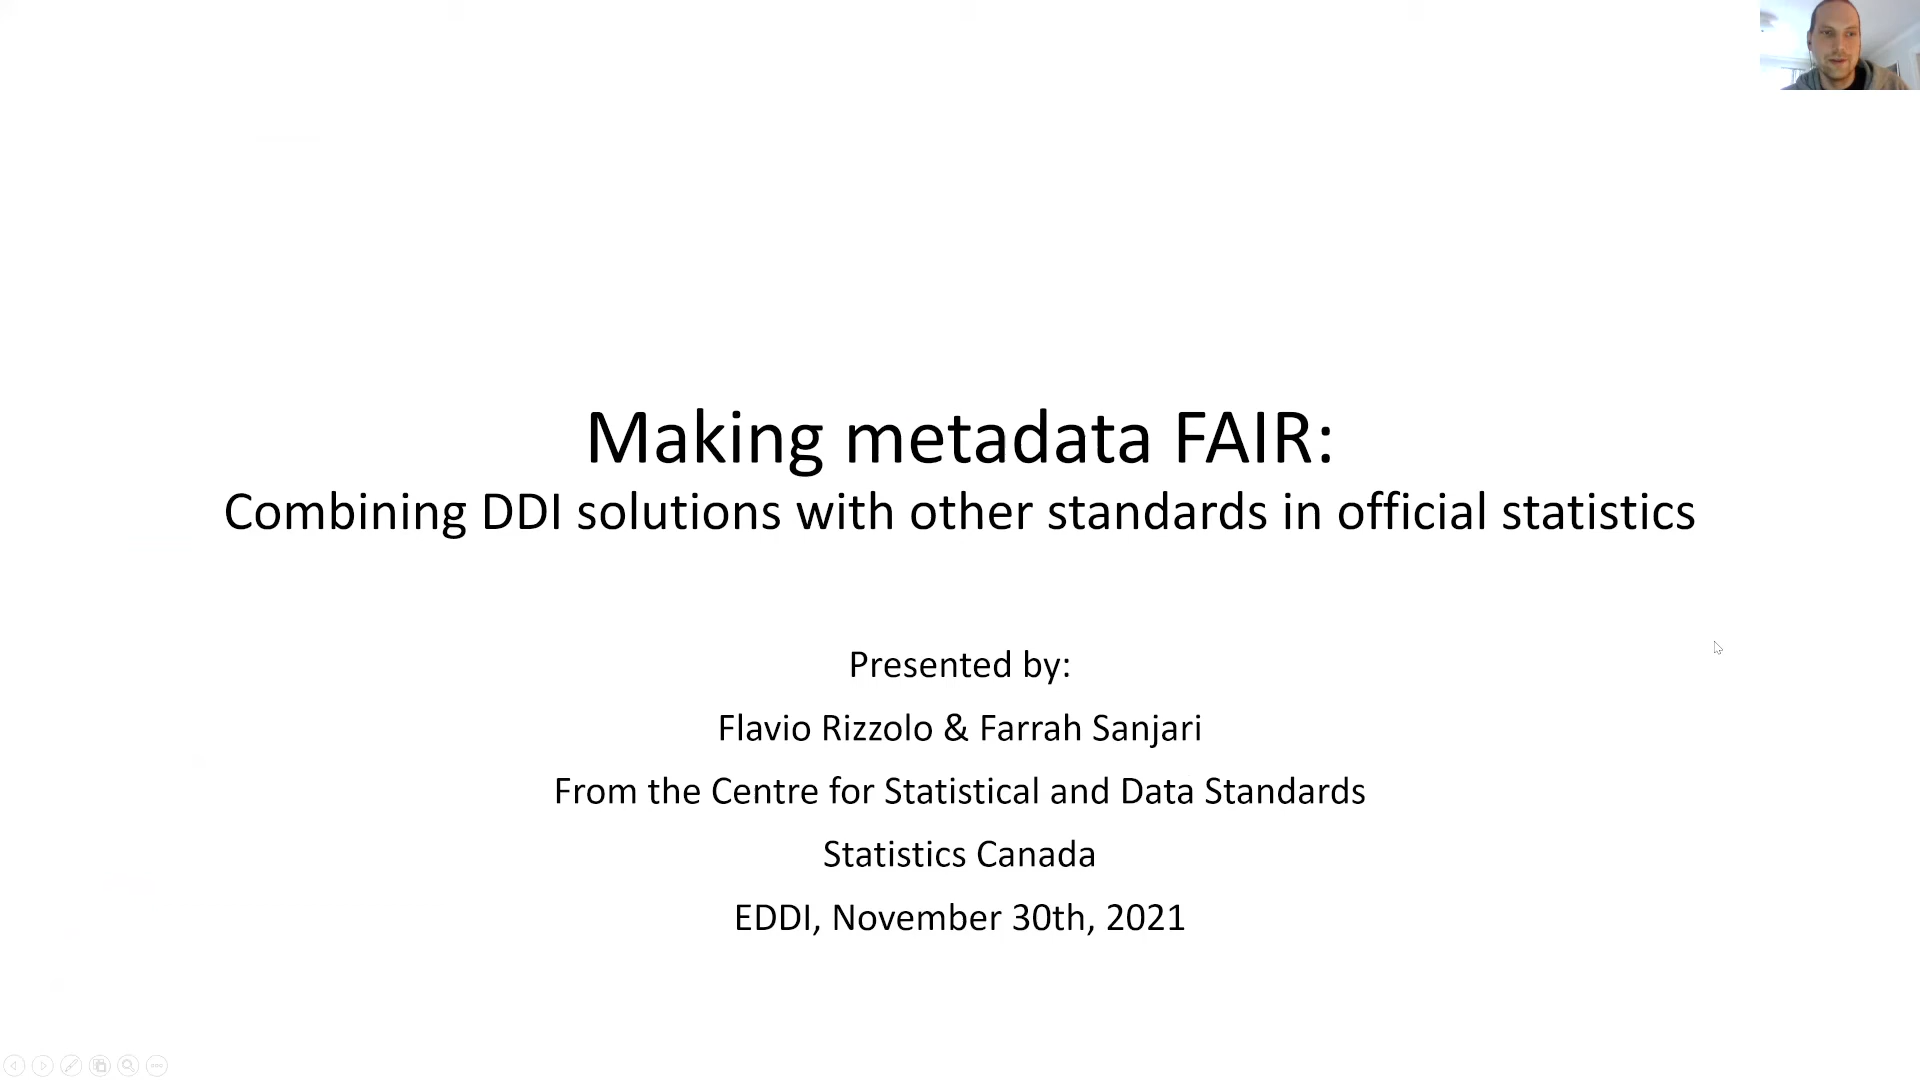 Making metadata FAIR:
Combining DDI solutions with other standards in official statistics
Presented by:
Flavio Rizzolo & Farrah Sanjari
From the Centre for Statistical and Data Standards
Statistics Canada
EDDI, November 30th, 2021